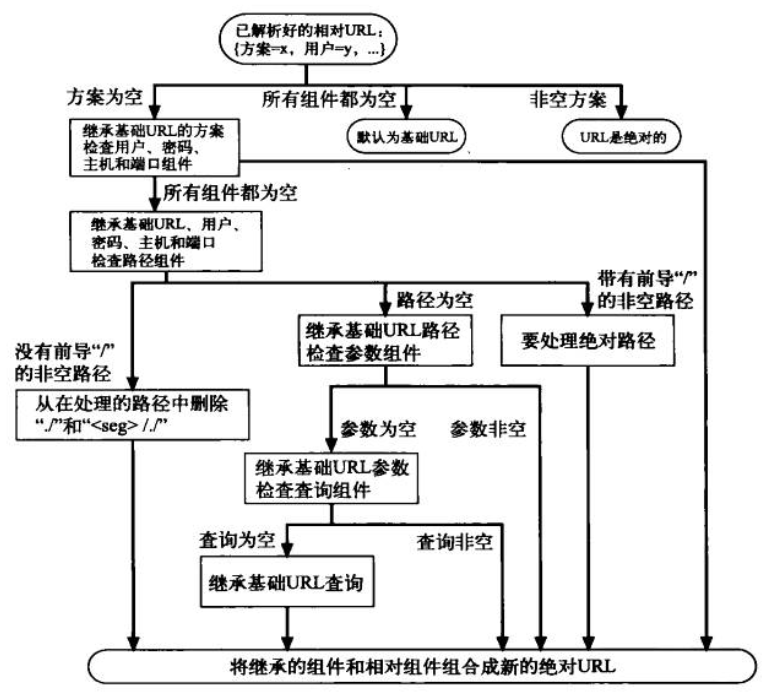 已解析好的相对URL：
{方案=x，用户=y，...}
方案为空
所有组件都为空
非空方案
继承基础URL的方案
检查用户、密码、
主机和端口组件
默认为基础URL
URL是绝对的
所有组件都为空
继承基础URL、用户、
密码、主机和端口
检查路径组件
没有前导“/”
的非空路径
路径为空
带有前导“/”
的非空路径
继承基础URL路径
检查参数组件
要处理绝对路径
从在处理的路径中删除
“./”和“<seg> /./”
参数为空
参数非空
继承基础URL参数
检查查询组件
查询为空
查询非空
继承基础URL查询
将继承的组件和相对组件组合成新的绝对URL